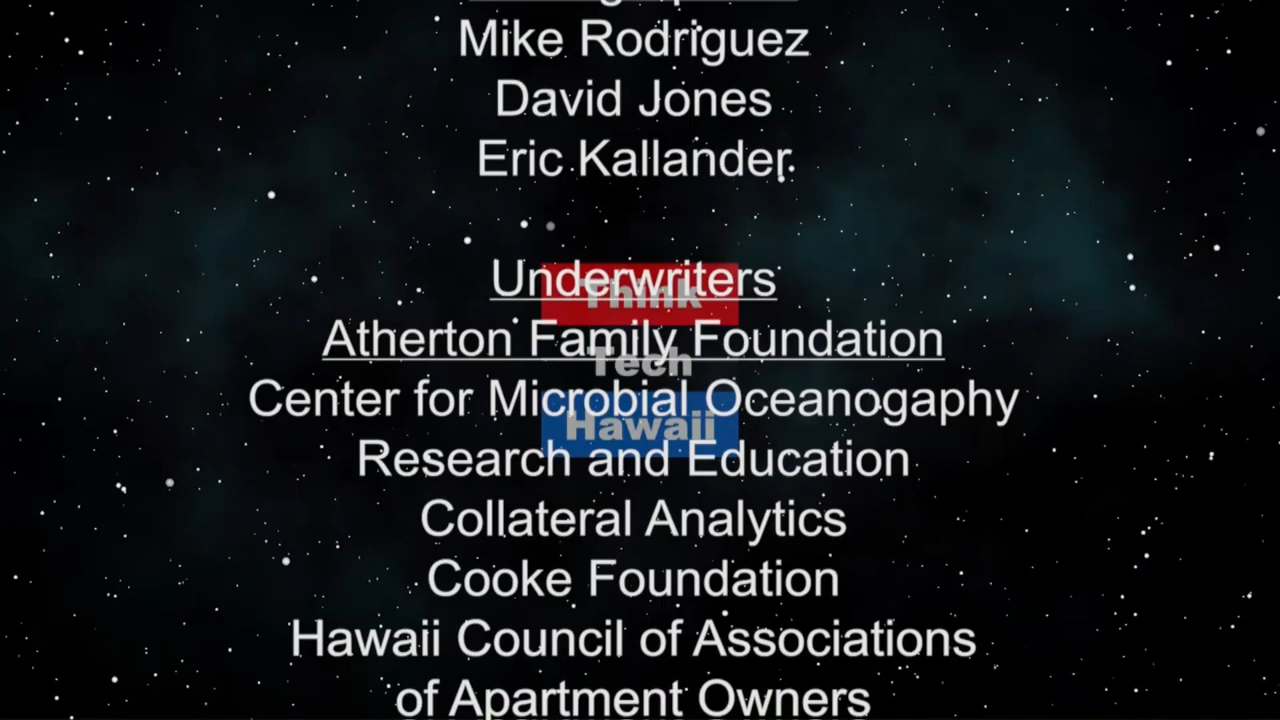 Mike Rodriguez
David Jones
Eric Kallander
Underwriters
Think
Atherton Family Foundation
Tech
Center for Microbial Oceanogaphy
Hawaii
Research and Education
Collateral Analytics
Cooke Foundation
Hawaii Council of Associations
of Apartment Owners